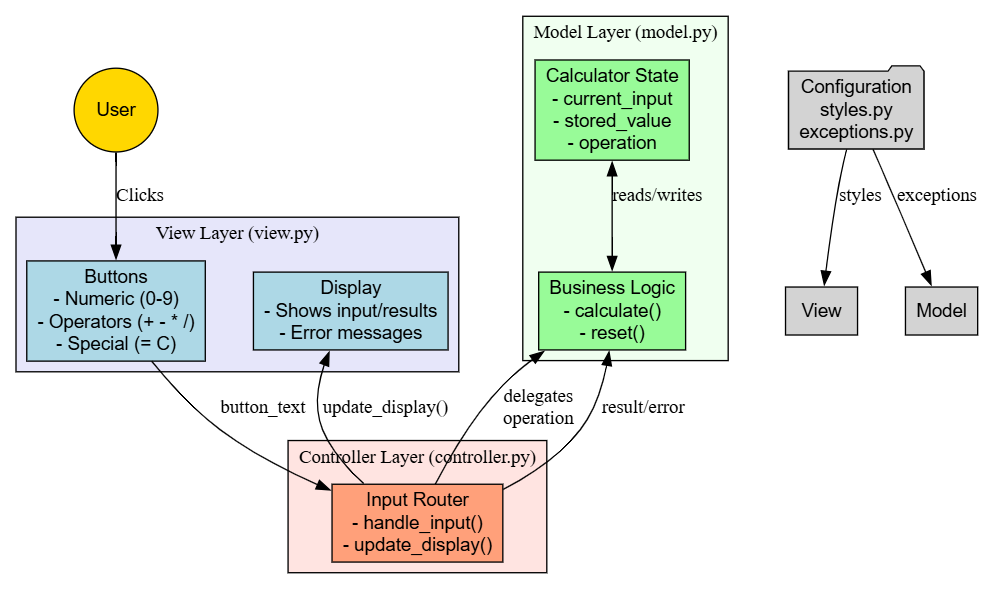 User
Clicks
View Layer (view.py)
Buttons
- Numeric (0-9)
- Operators (+ - * /)
- Special (= C)
Display
- Shows input/results
- Error messages
Model Layer (model.py)
Calculator State
- current_input
- stored_value
- operation
reads/writes
Business Logic
- calculate()
- reset()
button_text
update_display()
delegates
operation
result/error
Controller Layer (controller.py)
Input Router
- handle_input()
- update_display()
Configuration
styles.py
exceptions.py
styles
exceptions
View
Model